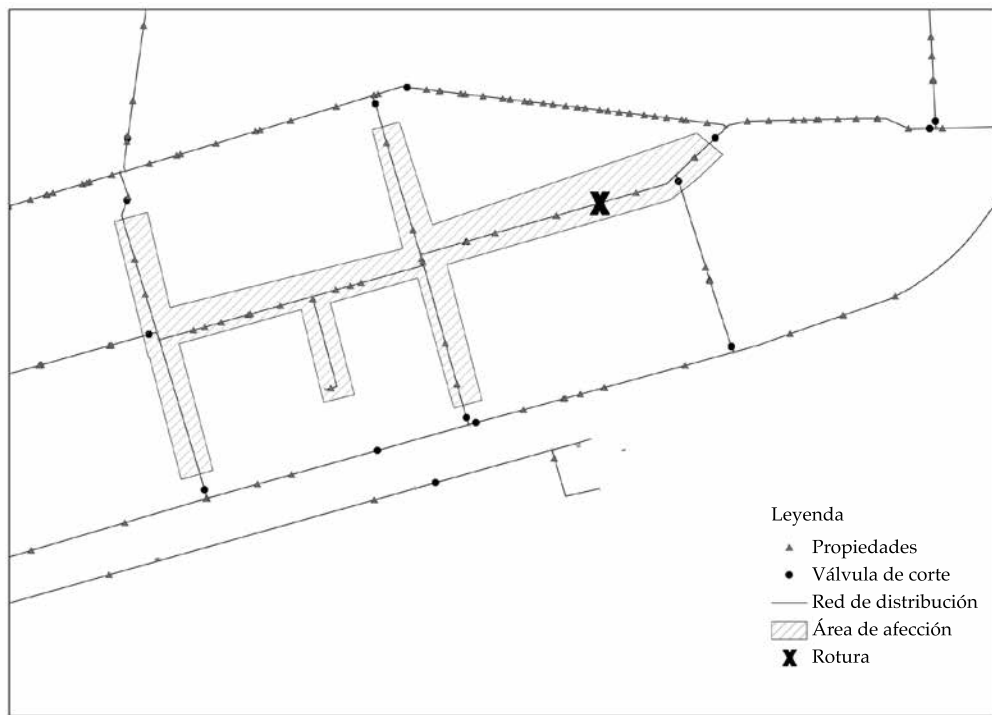 Leyenda
Propiedades
Válvula de corte
Red de distribución
Área de afección
Rotura